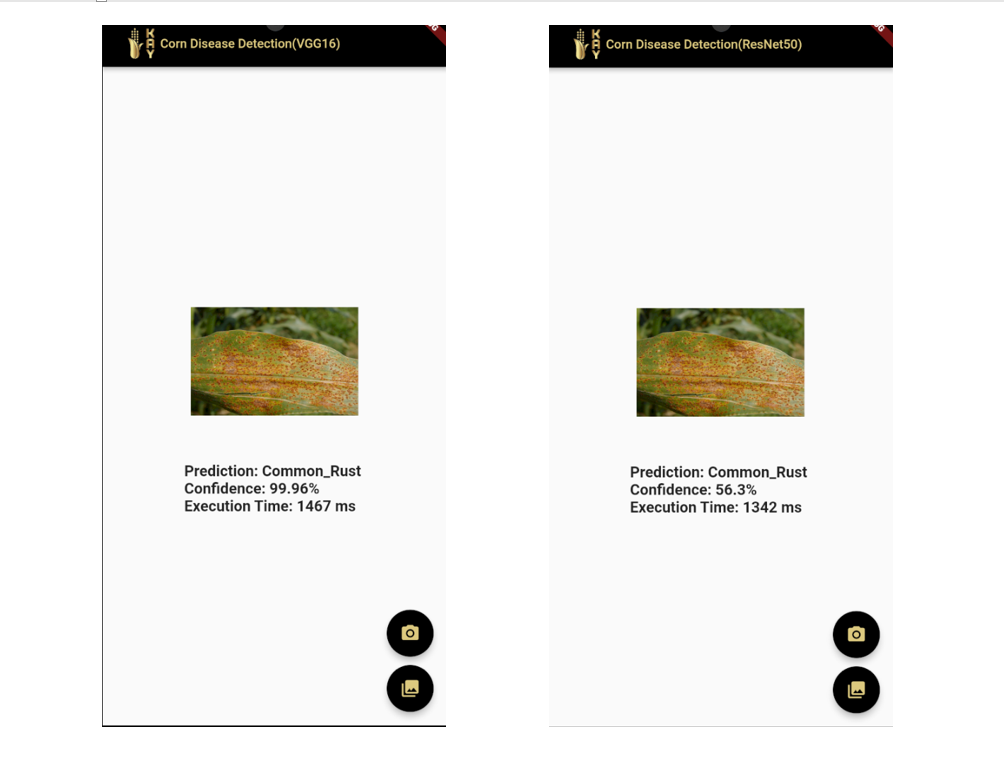 KAY
Corn Disease Detection(VGG16)
Prediction: Common_Rust
Confidence: 99.96%
Execution Time: 1467 ms
KAY
Corn Disease Detection(ResNet50)
Prediction: Common_Rust
Confidence: 56.3%
Execution Time: 1342 ms